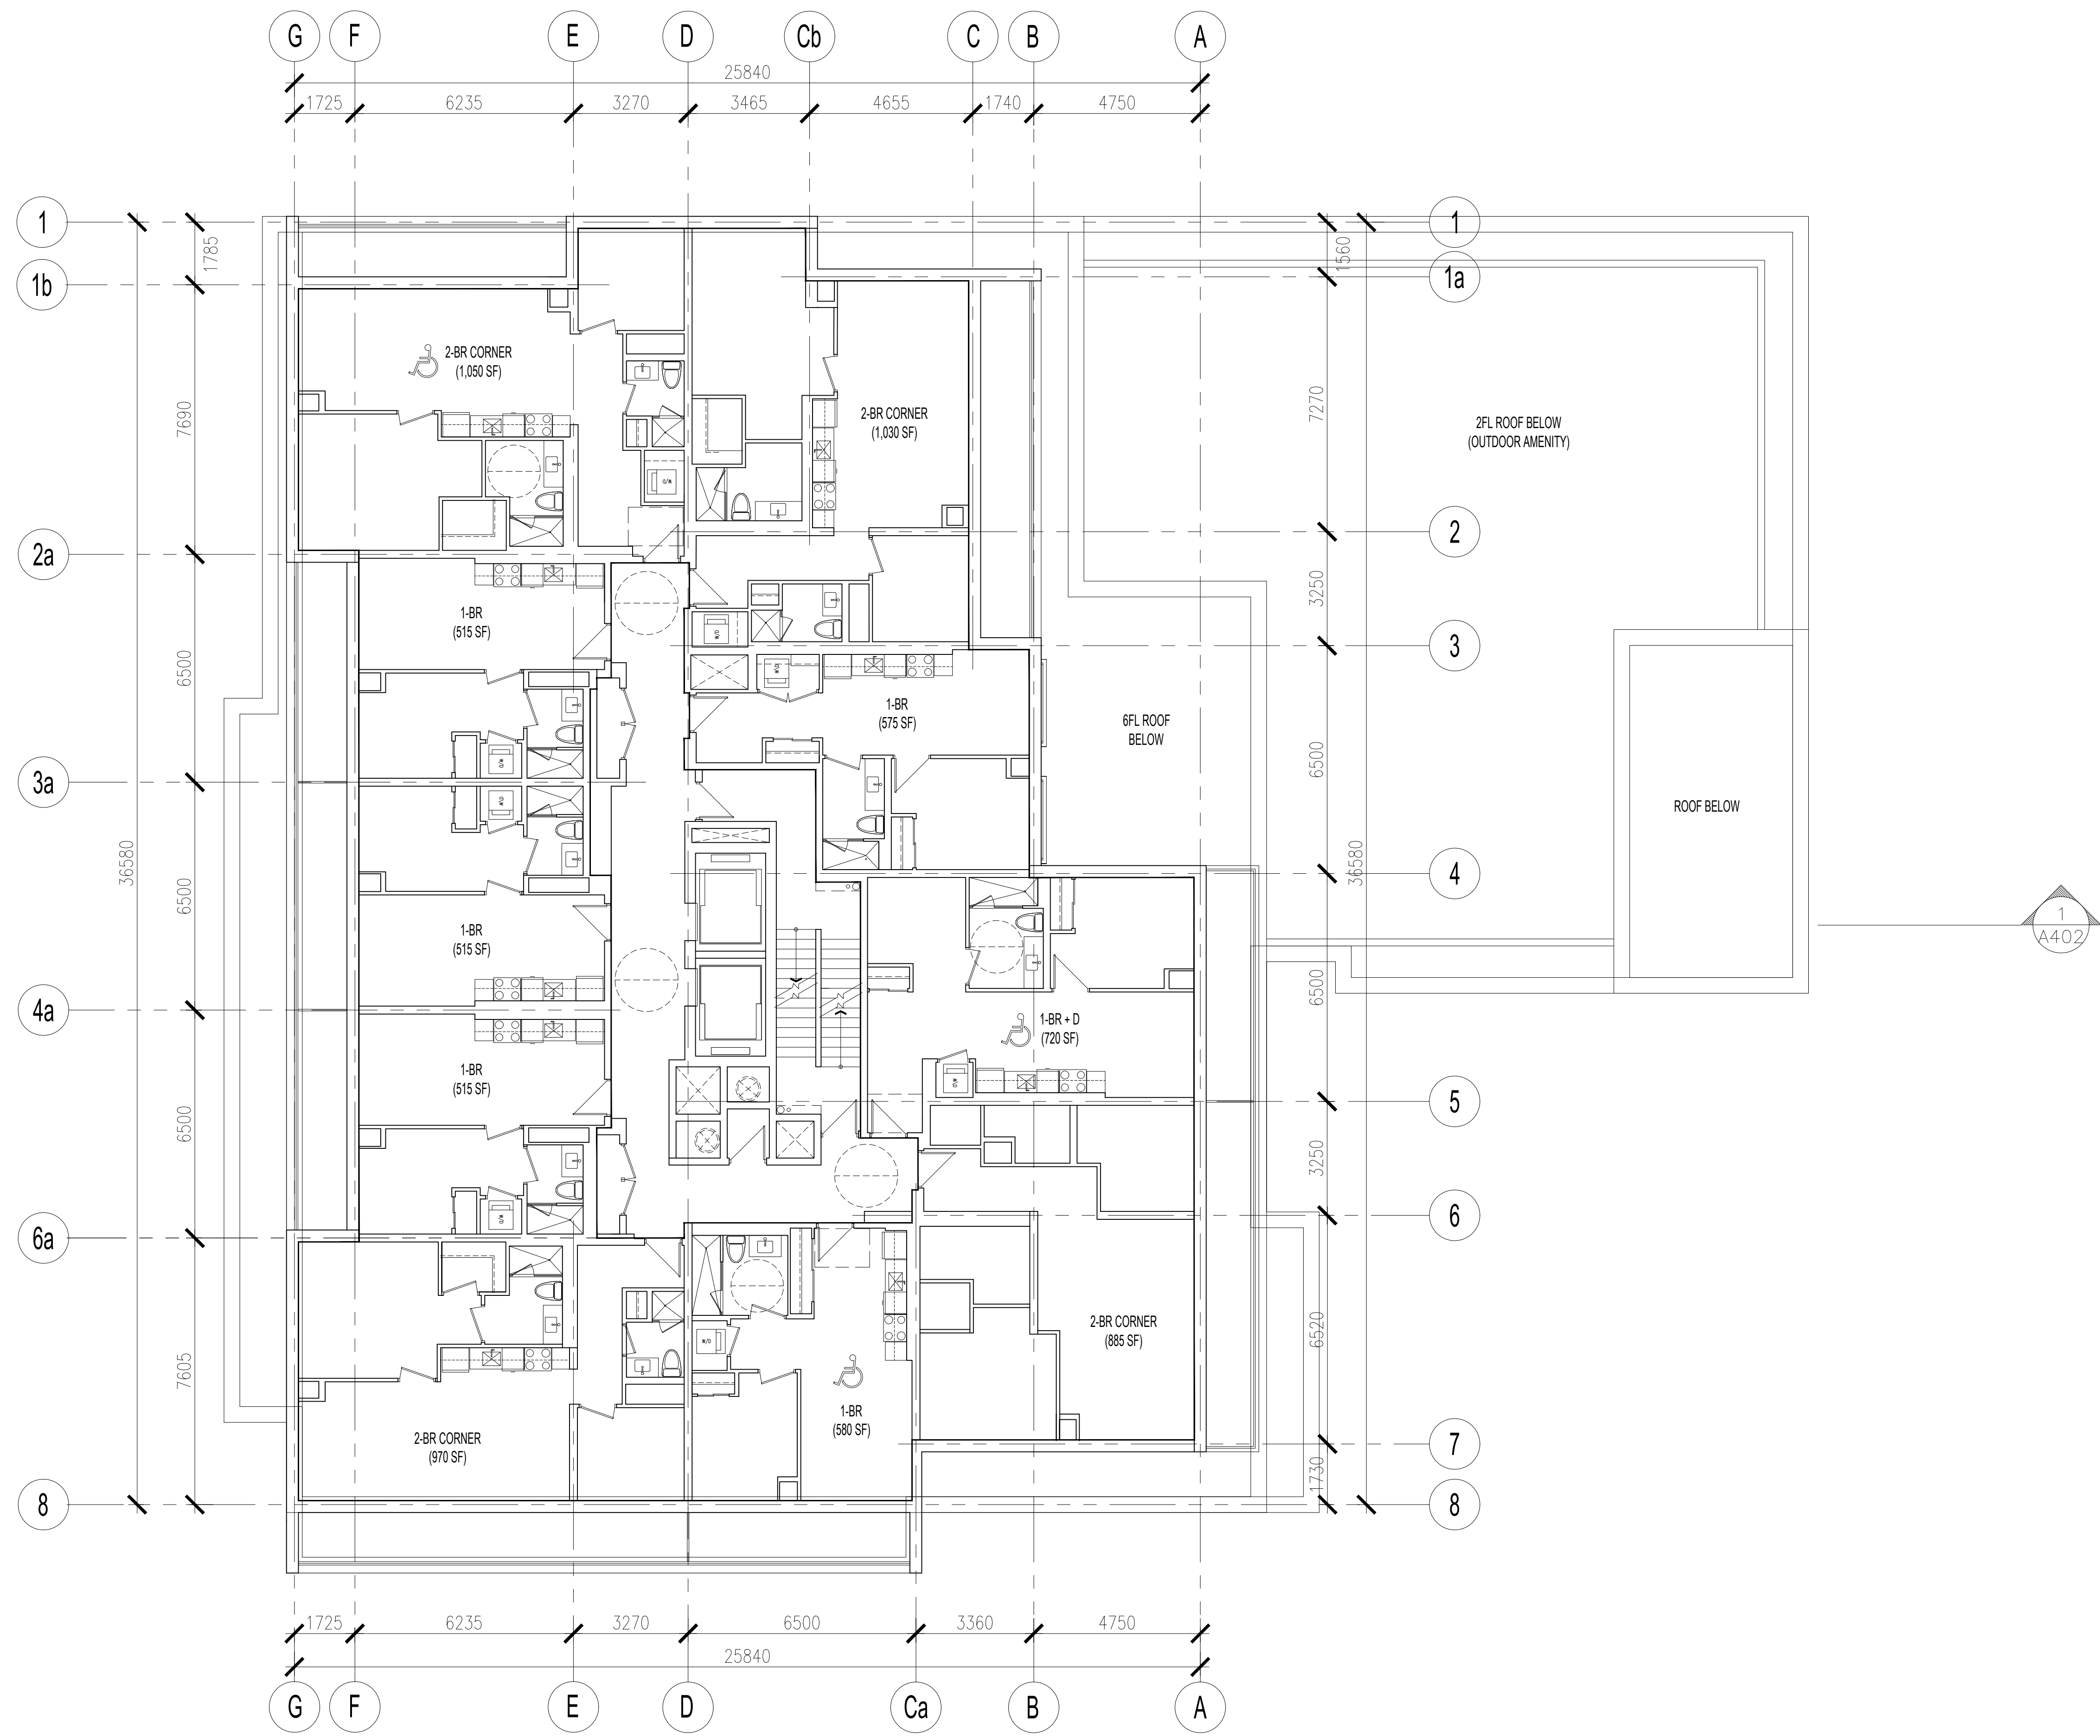 G F E D Cb C B A
25840
1725 6235 3270 3465 4655 1740 4750
1 1
1785 1560
1b 1a
2-BR CORNER
(1,050 SF)
2-BR CORNER
(1,030 SF)
2FL ROOF BELOW
(OUTDOOR AMENITY)
7690 7270
W/D
2a 2
1-BR
(515 SF)
W/D
3250
3
6500
W/D
1-BR
(575 SF)
6FL ROOF
BELOW
6500
W/D
3a
W/D
ROOF BELOW
36580 36580
4
6500
1-BR
(515 SF)
1
A402
6500
4a
1-BR + D
(720 SF)
1-BR
(515 SF)
W/D
5
6500
3250
W/D
6a 6
2-BR CORNER
(885 SF)
W/D
6520
7605
1-BR
(580 SF)
2-BR CORNER
(970 SF)
7
1730
8 8
1725 6235 3270 6500 3360 4750
25840
G F E D Ca B A